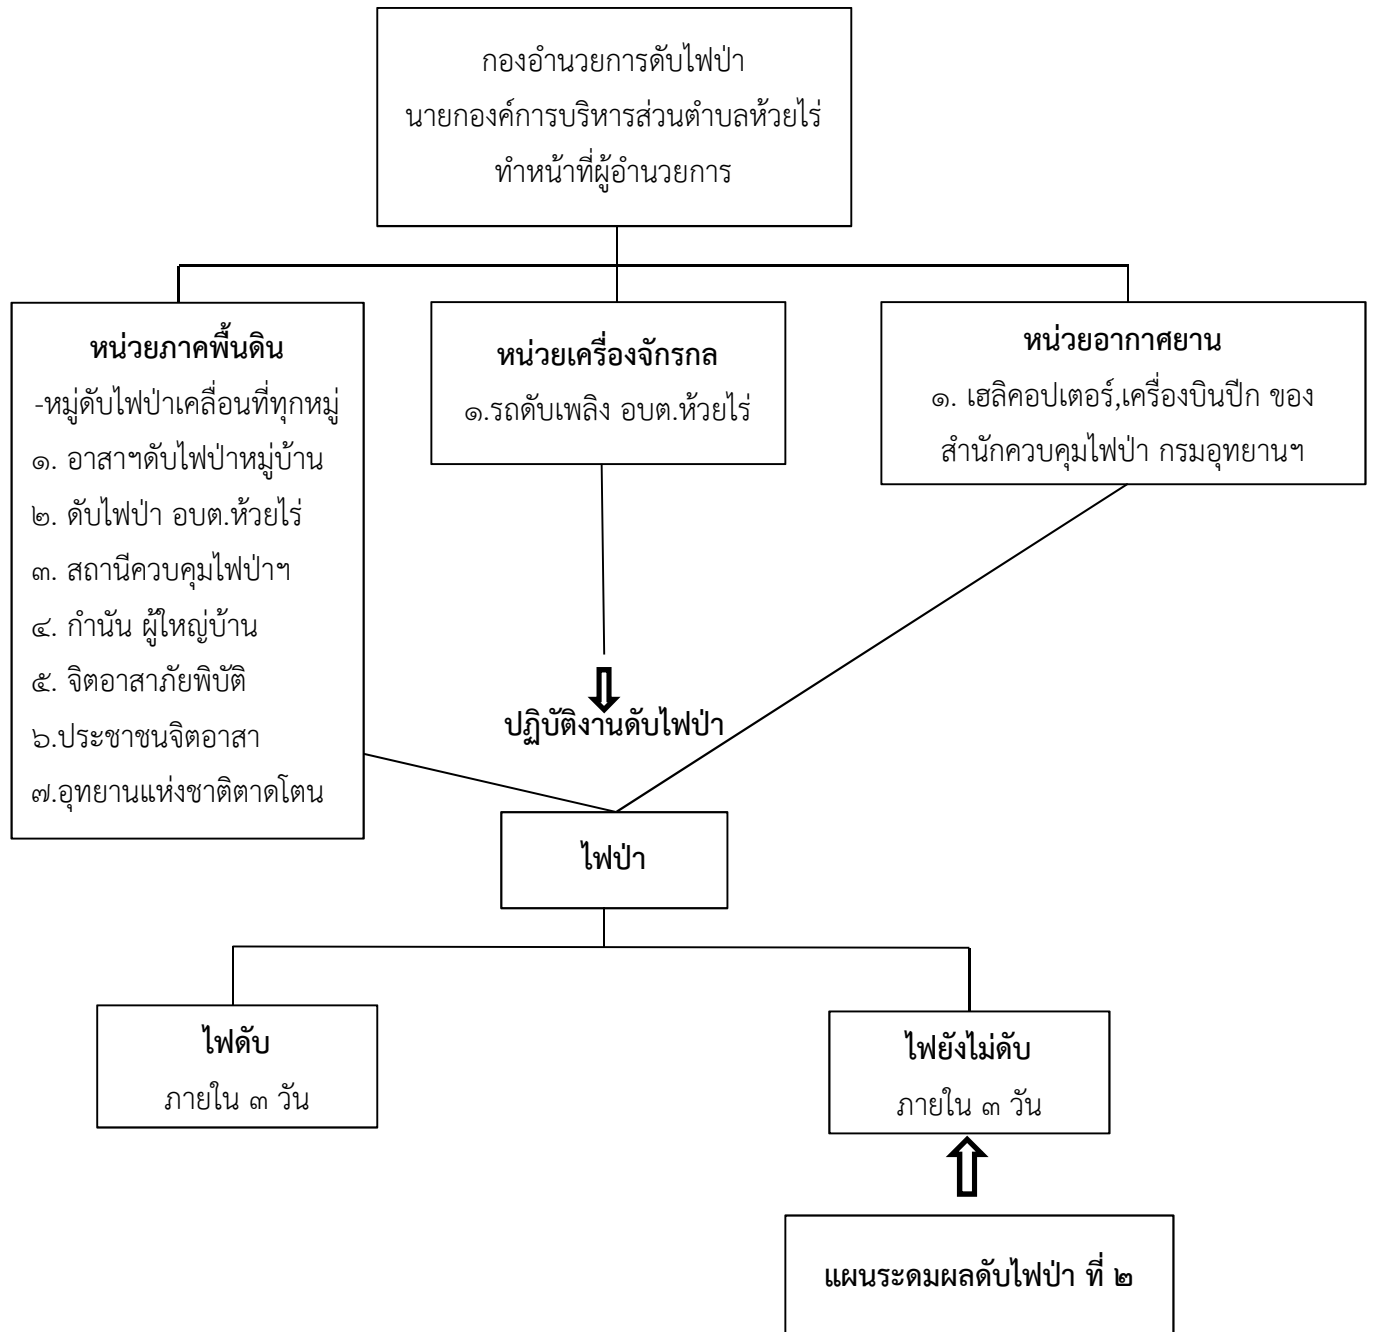 กองอำนวยการดับไฟป่า
นายกองค์การบริหารส่วนตำบลห้วยไร่
ทำหน้าที่ผู้อำนวยการ
หน่วยภาคพื้นดิน
-หมู่ดับไฟป่าเคลื่อนที่ทุกหมู่
๑. อาสาฯดับไฟป่าหมู่บ้าน
๒. ดับไฟป่า อบต.ห้วยไร่
๓. สถานีควบคุมไฟป่าฯ
๔. กำนัน ผู้ใหญ่บ้าน
๕. จิตอาสาภัยพิบัติ
๖.ประชาชนจิตอาสา
๗.อุทยานแห่งชาติตาดโตน
หน่วยเครื่องจักรกล
๑.รถดับเพลิง อบต.ห้วยไร่
หน่วยอากาศยาน
๑. เฮลิคอปเตอร์,เครื่องบินปีก ของ
สำนักควบคุมไฟป่า กรมอุทยานฯ
ปฏิบัติงานดับไฟป่า
ไฟป่า
ไฟดับ
ภายใน ๓ วัน
ไฟยังไม่ดับ
ภายใน ๓ วัน
แผนระดมผลดับไฟป่า ที่ ๒